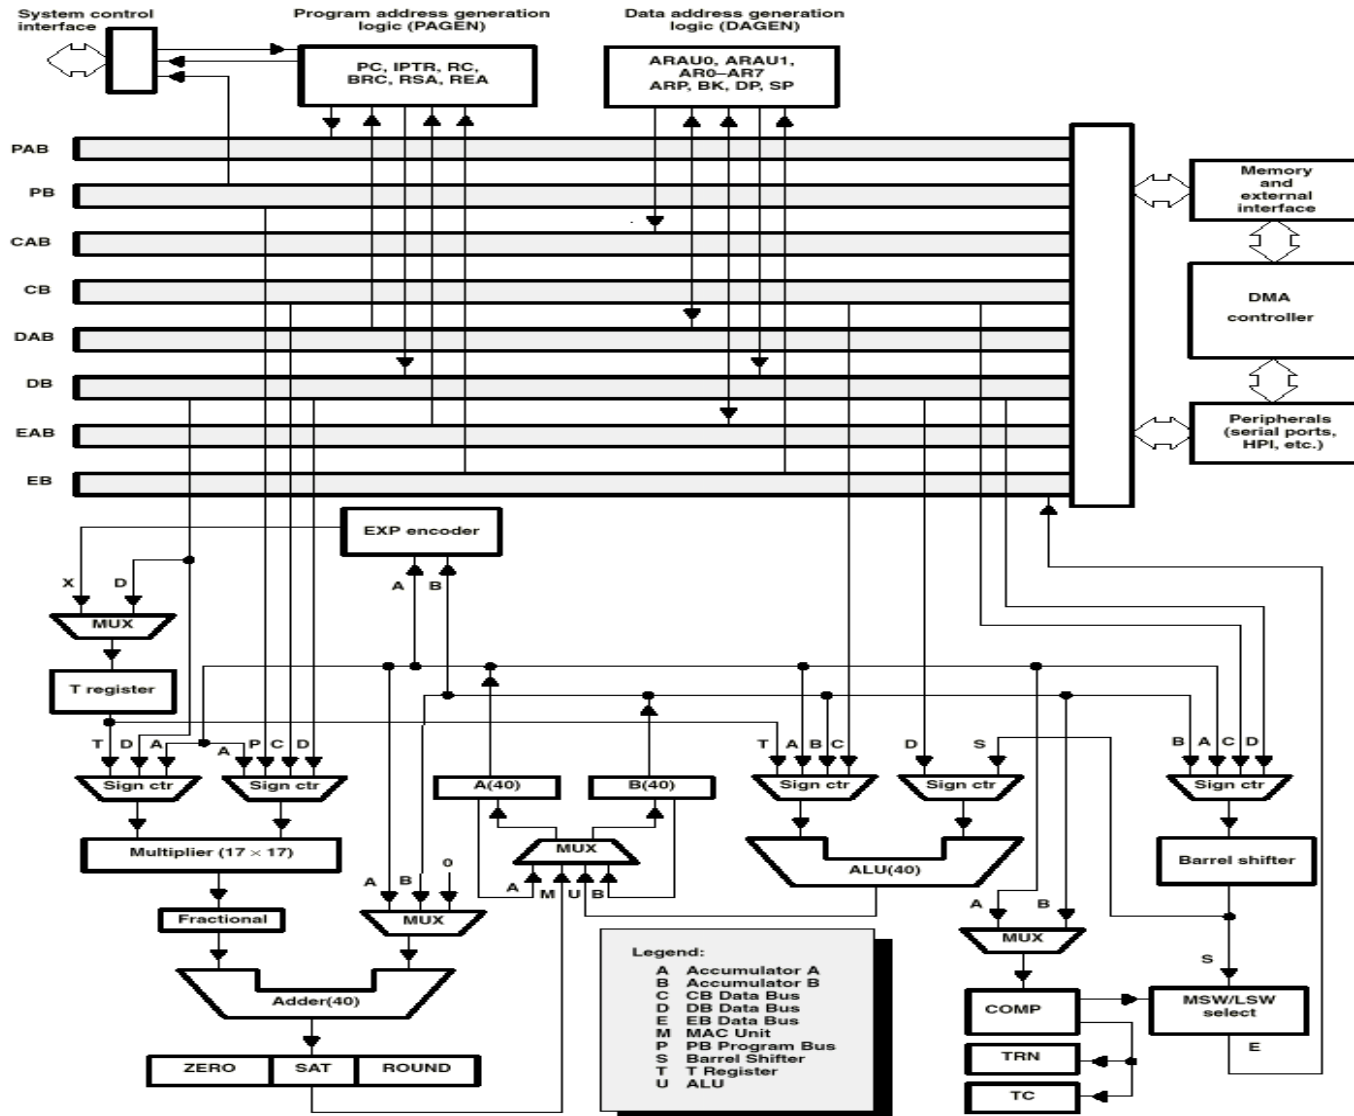 System control
interface
Program address generation
logic (PAGEN)
Data address generation
logic (DAGEN)
PC, IPTR, RC,
BRC, RSA, REA
ARAU0, ARAU1,
AR0–AR7
ARP, BK, DP, SP
PAB
PB
CAB
CB
DAB
DB
EAB
EB
Memory
and
external
interface
DMA
controller
Peripherals
(serial ports,
HPI, etc.)
EXP encoder
X D
A B
MUX
T register
T D A
A P C D
T A B C
D S
B A C D
Sign ctr
Sign ctr
A(40)
B(40)
Sign ctr
Sign ctr
Sign ctr
Multiplier (17 × 17)
MUX
ALU(40)
Barrel shifter
A B 0
A M U B
Fractional
MUX
A B
MUX
S
Adder(40)
COMP
MSW/LSW
select
E
ZERO SAT ROUND
TRN
TC
Legend:
A Accumulator A
B Accumulator B
C CB Data Bus
D DB Data Bus
E EB Data Bus
M MAC Unit
P PB Program Bus
S Barrel Shifter
T T Register
U ALU